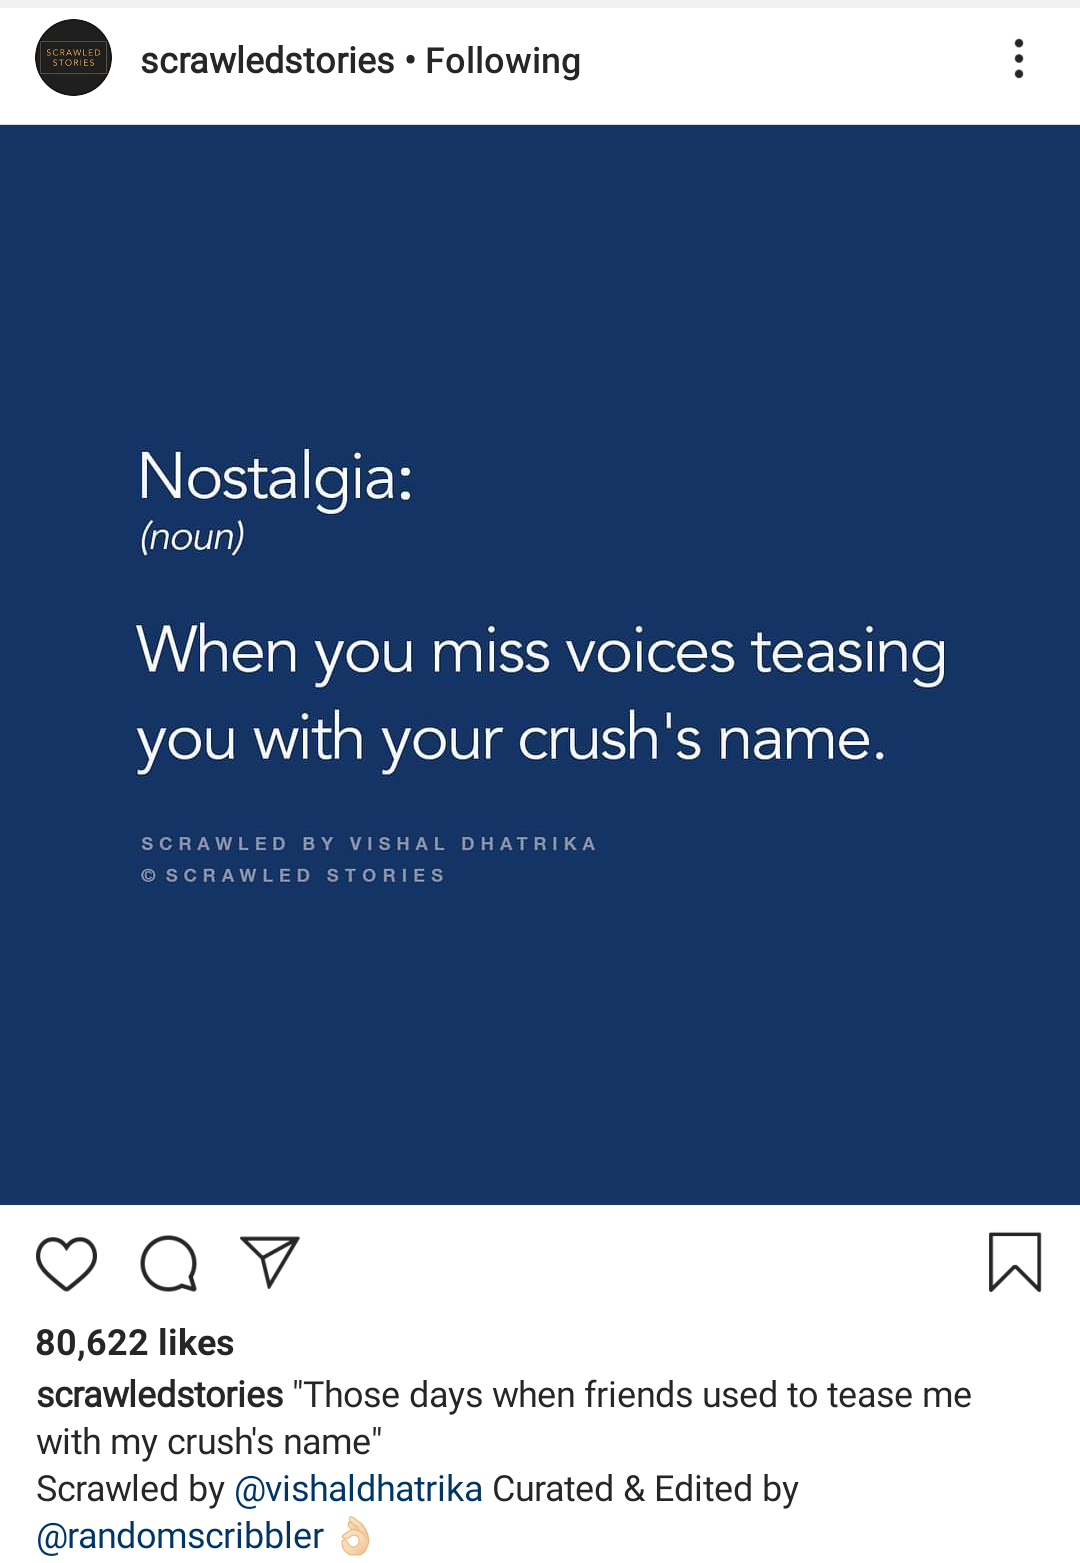 SCRAWLED
STORIES
scrawledstories • Following
Nostalgia:
(noun)
When you miss voices teasing
you with your crush's name.
SCRAWLED BY VISHAL DHATRIKA
© SCRAWLED STORIES
80,622 likes
scrawledstories "Those days when friends used to tease me
with my crush's name"
Scrawled by @vishaldhatrika Curated & Edited by
@randomscribbler 👌🏻